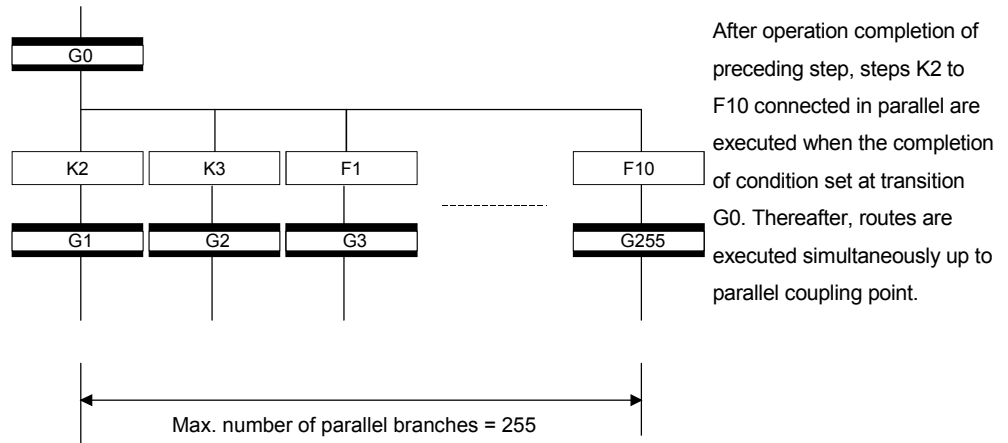 G0
K2
K3
F1
F10
G1
G2
G3
G255
Max. number of parallel branches = 255
After operation completion of
preceding step, steps K2 to
F10 connected in parallel are
executed when the completion
of condition set at transition
G0. Thereafter, routes are
executed simultaneously up to
parallel coupling point.